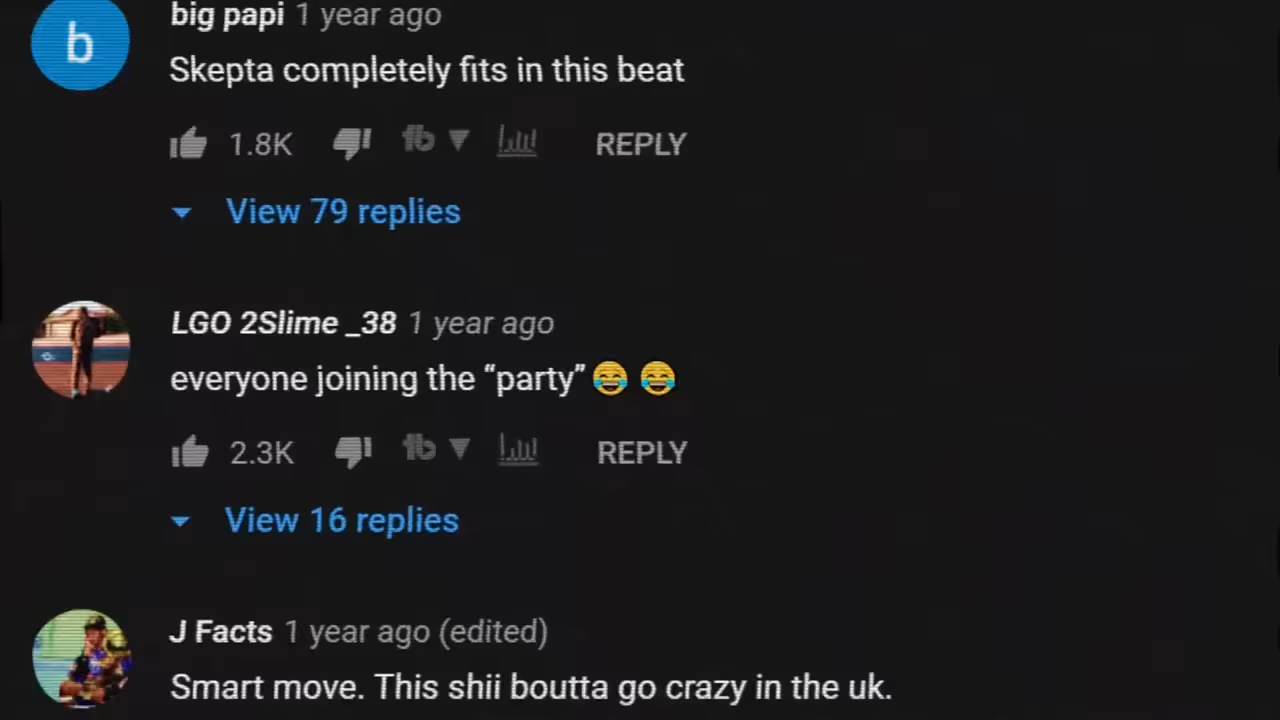 b
big papi 1 year ago
Skepta completely fits in this beat
1.8K REPLY
View 79 replies
LGO 2Slime _38 1 year ago
everyone joining the “party”😂 😂
2.3K REPLY
View 16 replies
J Facts 1 year ago (edited)
Smart move. This shii boutta go crazy in the uk.